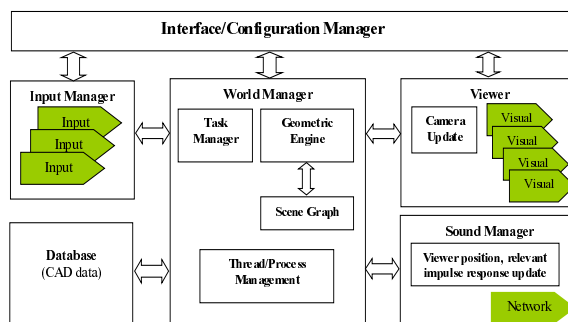 Interface/Configuration Manager
Input Manager
Input
Input
Input
World Manager
Task
Manager
Geometric
Engine
Scene Graph
Thread/Process
Management
Viewer
Camera
Update
Visual
Visual
Visual
Visual
Database
(CAD data)
Sound Manager
Viewer position, relevant
impulse response update
Network